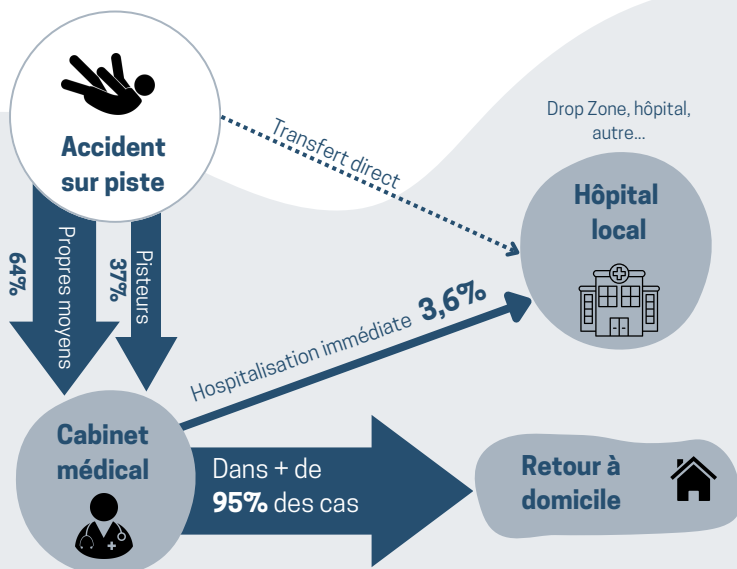 Accident
sur piste
Transfert direct
Drop Zone, hôpital,
autre...
Hôpital
local
64%
Propres moyens
37%
Pisteurs
Hospitalisation immédiate 3,6%
Cabinet
médical
Dans + de
95% des cas
Retour à
domicile